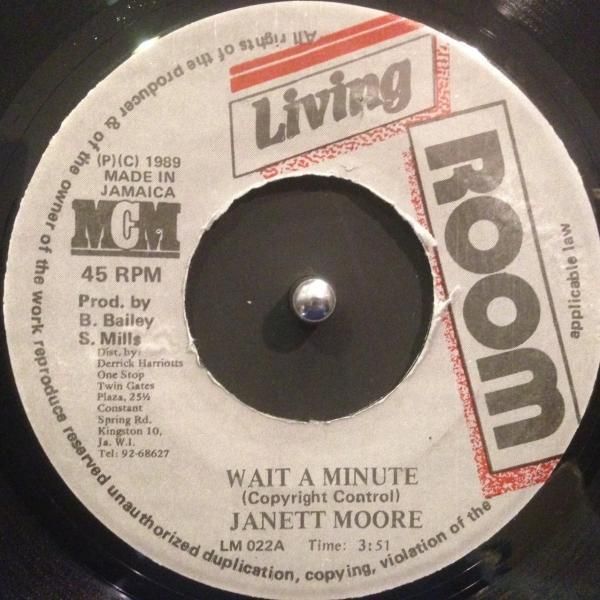 Living
ROOM
(P)(C) 1989
MADE IN
JAMAICA
MCM
45 RPM
Prod. by
B. Bailey
S. Mills
Dist. by:
Derrick Harriotts
One Stop
Twin Gates
Plaza, 25½
Constant
Spring Rd.
Kingston 10,
Ja. W.I.
Tel: 92-68627
WAIT A MINUTE
(Copyright Control)
JANETT MOORE
LM 022A Time: 3:51
All rights of the producer & of the owner of the work reproduce reserved unauthorized duplication, copying, violation of the applicable law